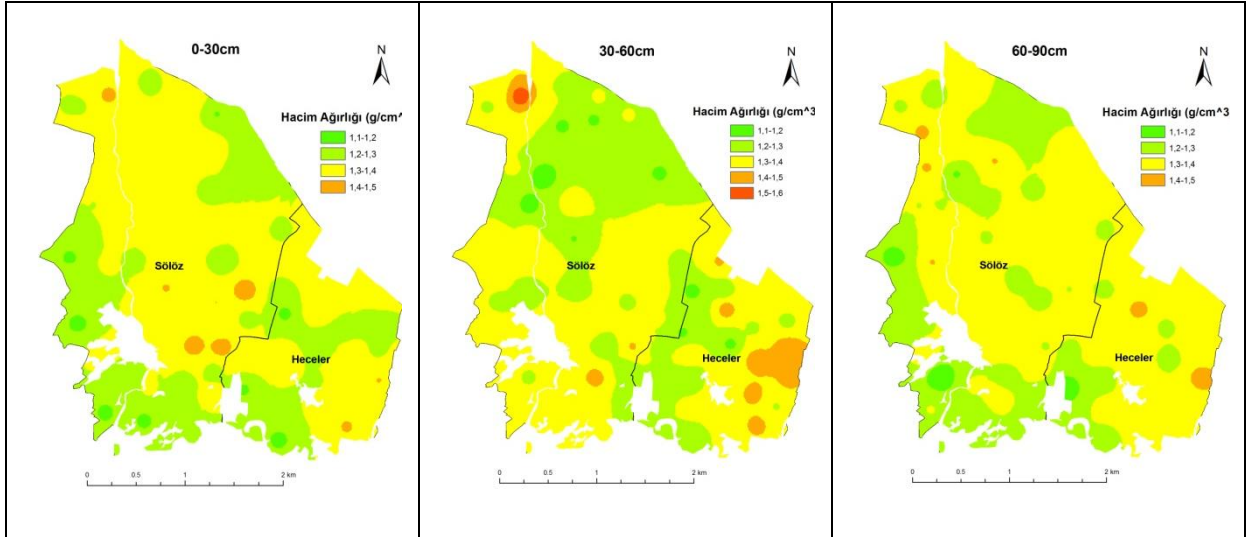 0-30cm
N
Hacim Ağırlığı (g/cm^
1,1-1,2
1,2-1,3
1,3-1,4
1,4-1,5
Sölöz
Heceler
0 0.5 1 2 km
30-60cm
N
Hacim Ağırlığı (g/cm^3
1,1-1,2
1,2-1,3
1,3-1,4
1,4-1,5
1,5-1,6
Sölöz
Heceler
0 0.5 1 2 km
60-90cm
N
Hacim Ağırlığı (g/cm^3
1,1-1,2
1,2-1,3
1,3-1,4
1,4-1,5
Sölöz
Heceler
0 0.5 1 2 km